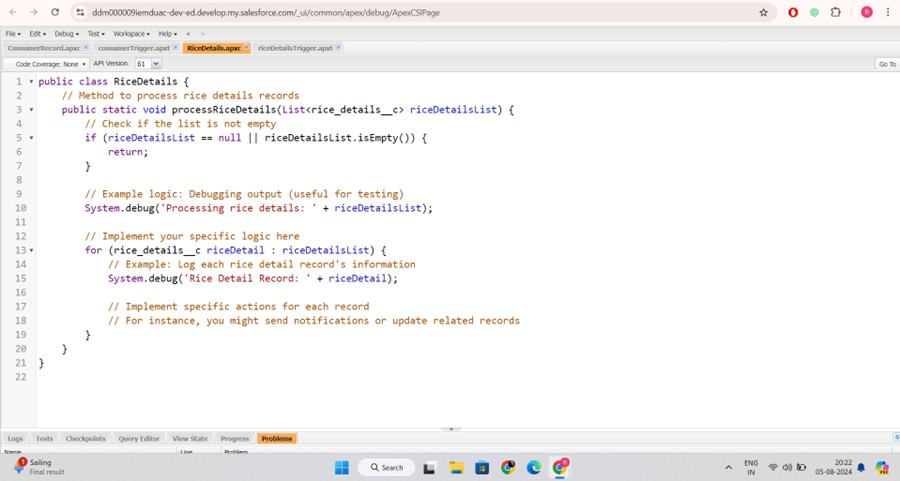 ddm000009iemduac-dev-ed.develop.my.salesforce.com/_ui/common/apex/debug/ApexCSIPage
R
File Edit Debug Test Workspace Help < >
ConsumerRecord.apxc consumerTrigger.apxt RiceDetails.apxc riceDetailsTrigger.apxt
Code Coverage: None API Version: 61 Go To
1 public class RiceDetails {
2 // Method to process rice details records
3 public static void processRiceDetails(List<rice_details__c> riceDetailsList) {
4 // Check if the list is not empty
5 if (riceDetailsList == null || riceDetailsList.isEmpty()) {
6 return;
7 }
8
9 // Example logic: Debugging output (useful for testing)
10 System.debug('Processing rice details: ' + riceDetailsList);
11
12 // Implement your specific logic here
13 for (rice_details__c riceDetail : riceDetailsList) {
14 // Example: Log each rice detail record's information
15 System.debug('Rice Detail Record: ' + riceDetail);
16
17 // Implement specific actions for each record
18 // For instance, you might send notifications or update related records
19 }
20 }
21 }
22
Logs Tests Checkpoints Query Editor View State Progress Problems
Name Line Problem
1 Sailing
Final result
Search
ENG
IN
20:22
05-08-2024